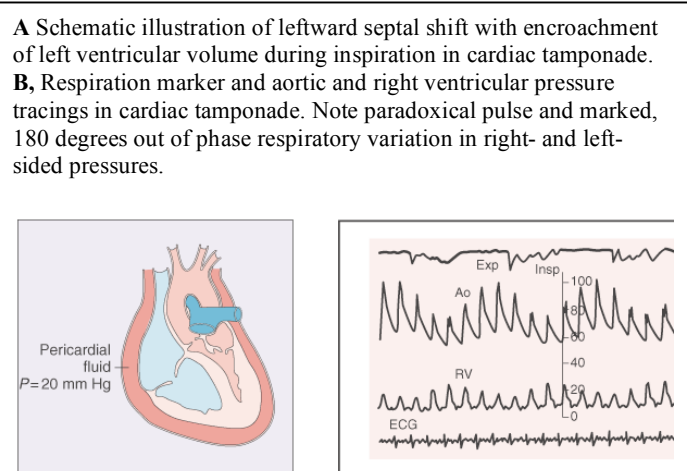 A Schematic illustration of leftward septal shift with encroachment
of left ventricular volume during inspiration in cardiac tamponade.
B, Respiration marker and aortic and right ventricular pressure
tracings in cardiac tamponade. Note paradoxical pulse and marked,
180 degrees out of phase respiratory variation in right- and left-
sided pressures.
Pericardial
fluid
P= 20 mm Hg
Exp
Insp
Ao
100
80
60
40
RV
20
0
ECG